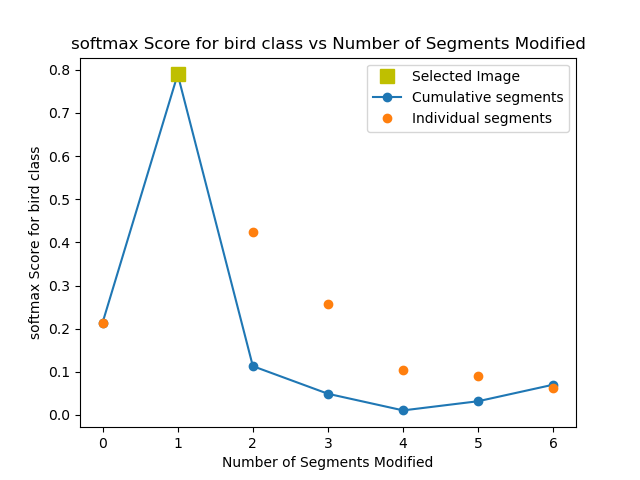 softmax Score for bird class vs Number of Segments Modified
Selected Image
Cumulative segments
Individual segments
softmax Score for bird class
0.8
0.7
0.6
0.5
0.4
0.3
0.2
0.1
0.0
0 1 2 3 4 5 6
Number of Segments Modified